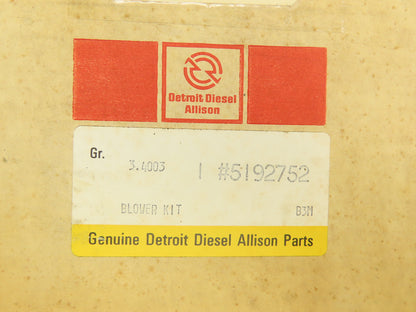 Detroit Diesel
Allison
Gr. 3.4003 1 #5192752
BLOWER KIT B3M
Genuine Detroit Diesel Allison Parts